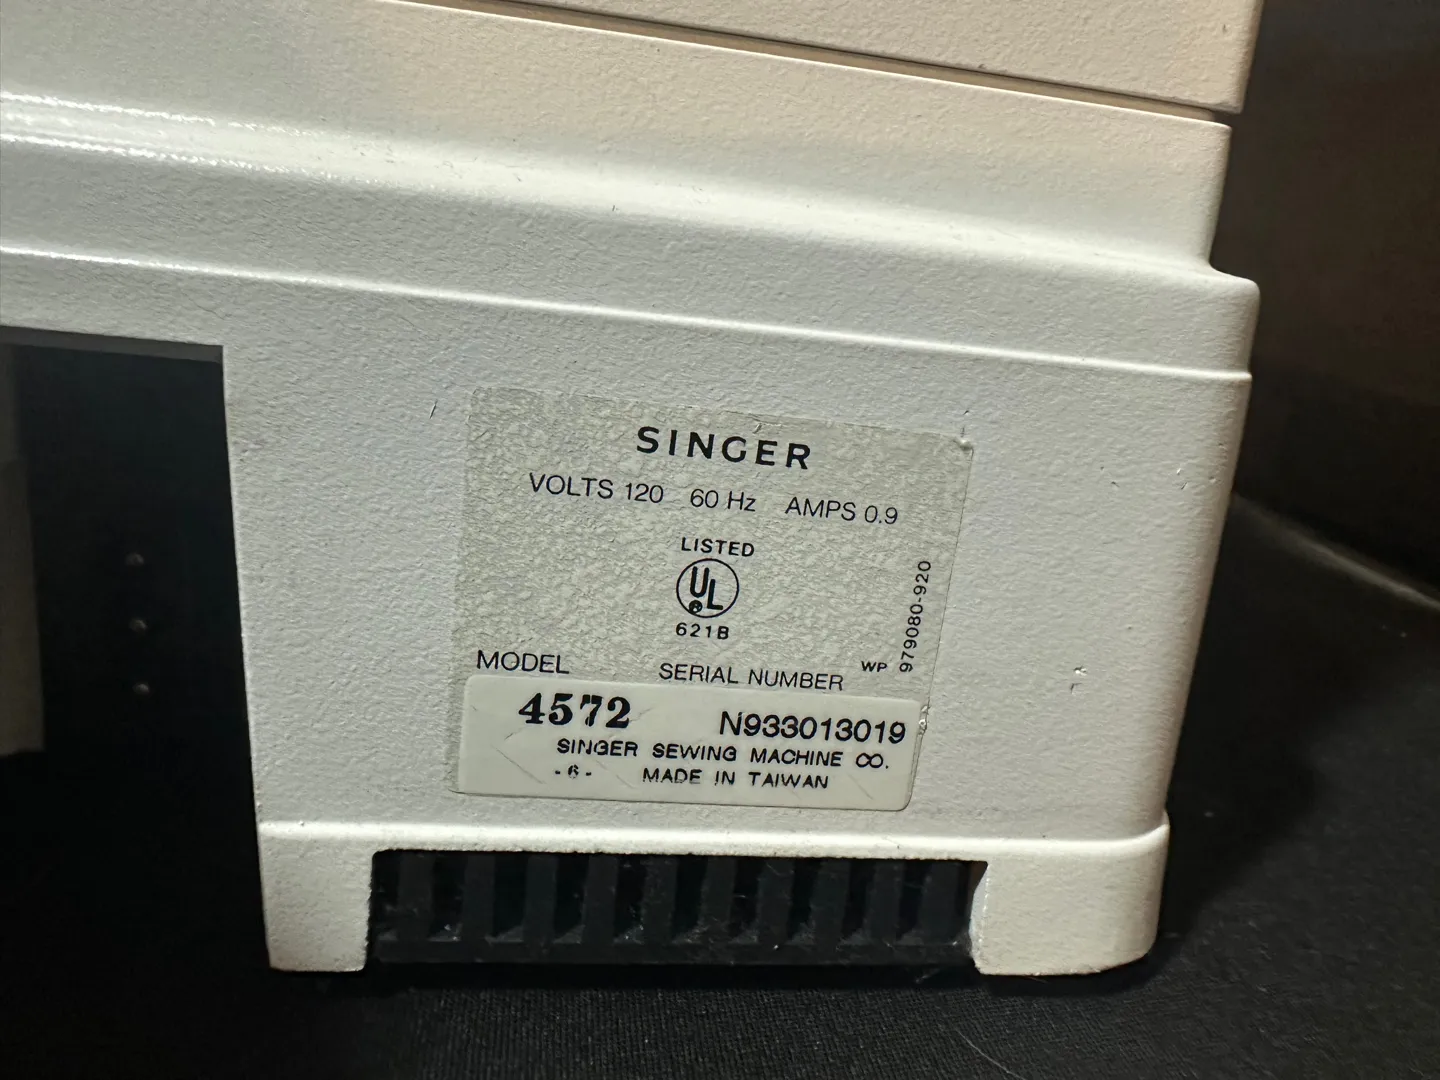 SINGER
VOLTS 120 60 Hz AMPS 0.9
LISTED
UL
®
621B
979080-920
WP
MODEL SERIAL NUMBER
4572 N933013019
SINGER SEWING MACHINE CO.
-6- MADE IN TAIWAN